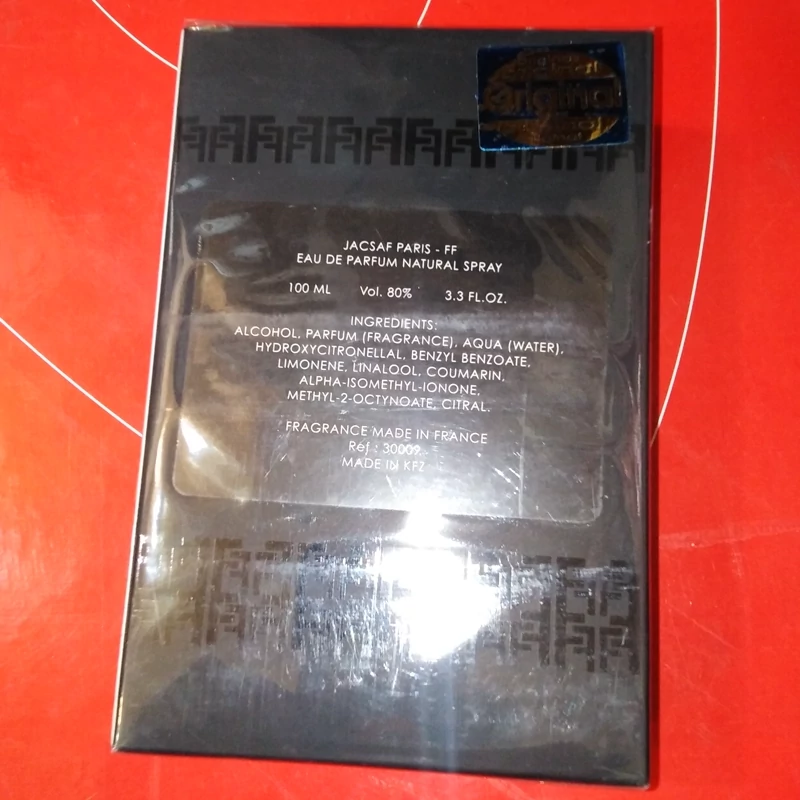 Original
JACSAF PARIS - FF
EAU DE PARFUM NATURAL SPRAY
100 ML Vol. 80% 3.3 FL.OZ.
INGREDIENTS:
ALCOHOL, PARFUM (FRAGRANCE), AQUA (WATER),
HYDROXYCITRONELLAL, BENZYL BENZOATE,
LIMONENE, LINALOOL, COUMARIN,
ALPHA-ISOMETHYL-IONONE,
METHYL-2-OCTYNOATE, CITRAL.
FRAGRANCE MADE IN FRANCE
Réf : 30009
MADE IN KFZ